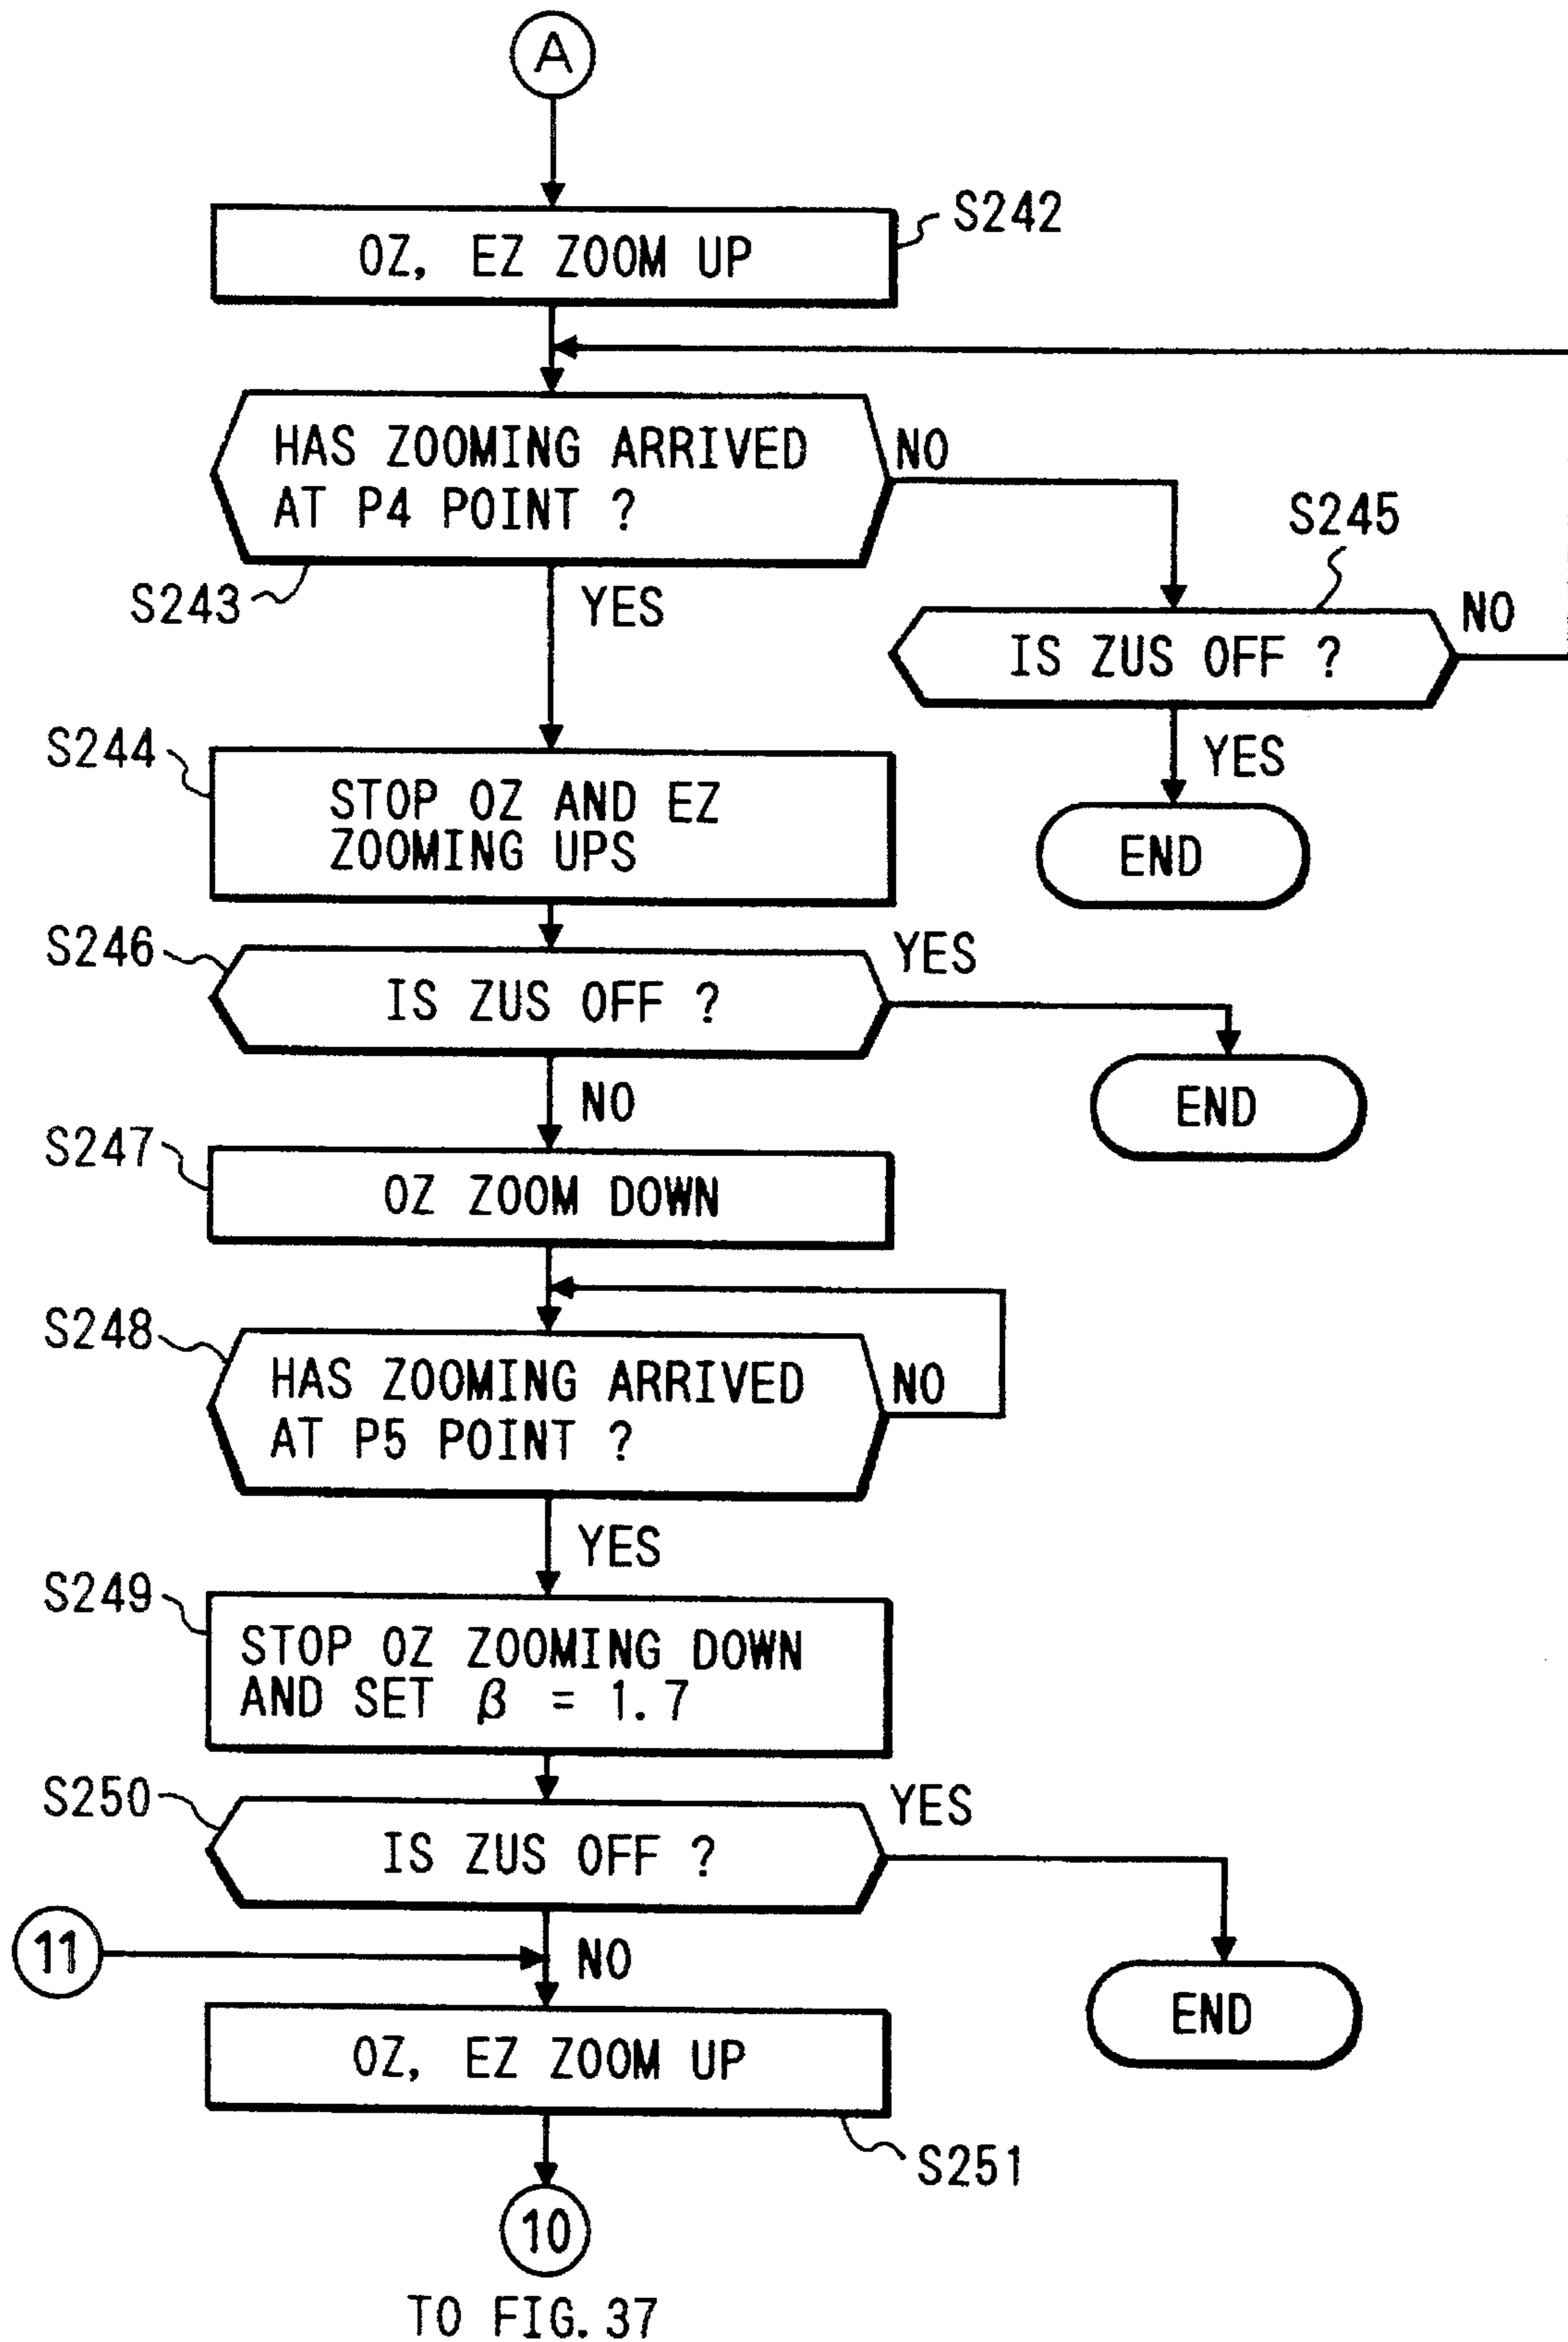 A
S242
OZ, EZ ZOOM UP
HAS ZOOMING ARRIVED
AT P4 POINT ?
NO
S243
YES
S245
IS ZUS OFF ?
NO
YES
END
S244
STOP OZ AND EZ
ZOOMING UPS
S246
IS ZUS OFF ?
YES
END
NO
S247
OZ ZOOM DOWN
S248
HAS ZOOMING ARRIVED
AT P5 POINT ?
NO
YES
S249
STOP OZ ZOOMING DOWN
AND SET β = 1.7
S250
IS ZUS OFF ?
YES
END
11
NO
OZ, EZ ZOOM UP
S251
10
TO FIG. 37